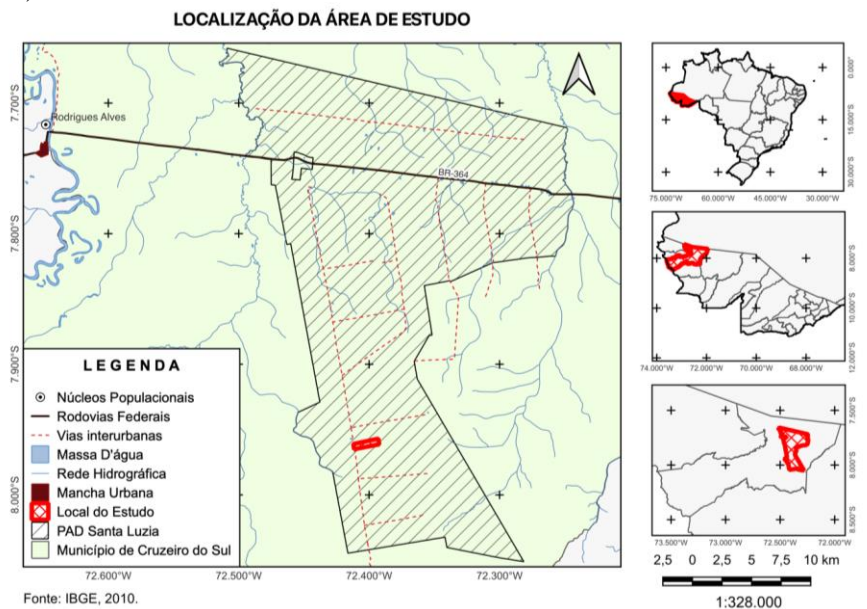 LOCALIZAÇÃO DA ÁREA DE ESTUDO
Rodrigues Alves
BR-364
7.700°S
7.800°S
7.900°S
8.000°S
72.600°W 72.500°W 72.400°W 72.300°W
LEGENDA
Núcleos Populacionais
Rodovias Federais
Vias interurbanas
Massa D'água
Rede Hidrográfica
Mancha Urbana
Local do Estudo
PAD Santa Luzia
Município de Cruzeiro do Sul
Fonte: IBGE, 2010.
0.000°
15.000°S
30.000°S
75.000°W 60.000°W 45.000°W 30.000°W
8.000°S
10.000°S
12.000°S
74.000°W 72.000°W 70.000°W 68.000°W
7.500°S
8.000°S
8.500°S
73.500°W 73.000°W 72.500°W 72.000°W
2,5 0 2,5 5 7,5 10 km
1:328.000